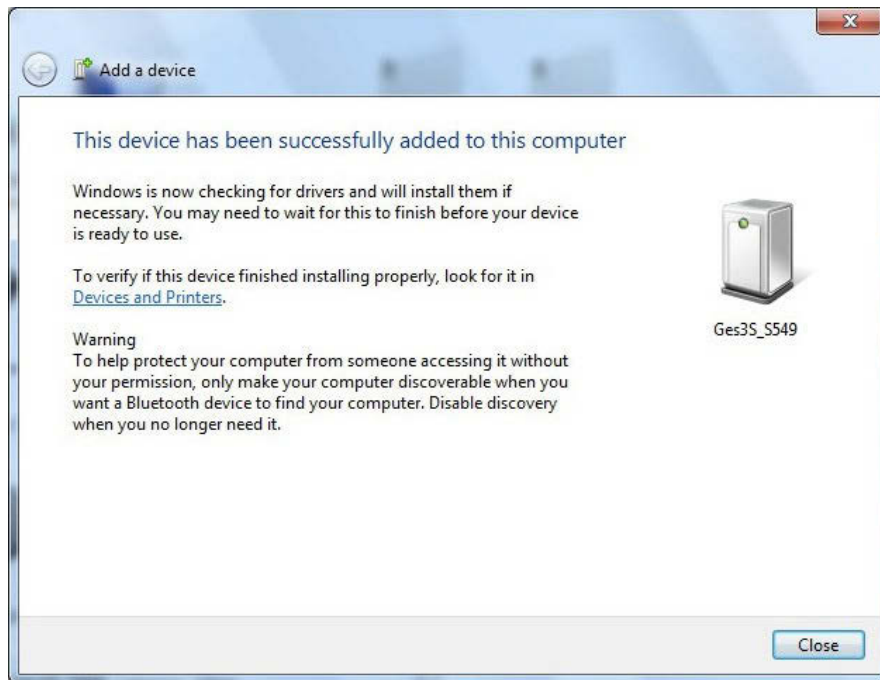 Add a device
This device has been successfully added to this computer
Windows is now checking for drivers and will install them if
necessary. You may need to wait for this to finish before your device
is ready to use.
To verify if this device finished installing properly, look for it in
Devices and Printers.
Warning
To help protect your computer from someone accessing it without
your permission, only make your computer discoverable when you
want a Bluetooth device to find your computer. Disable discovery
when you no longer need it.
Ges3S_S549
Close